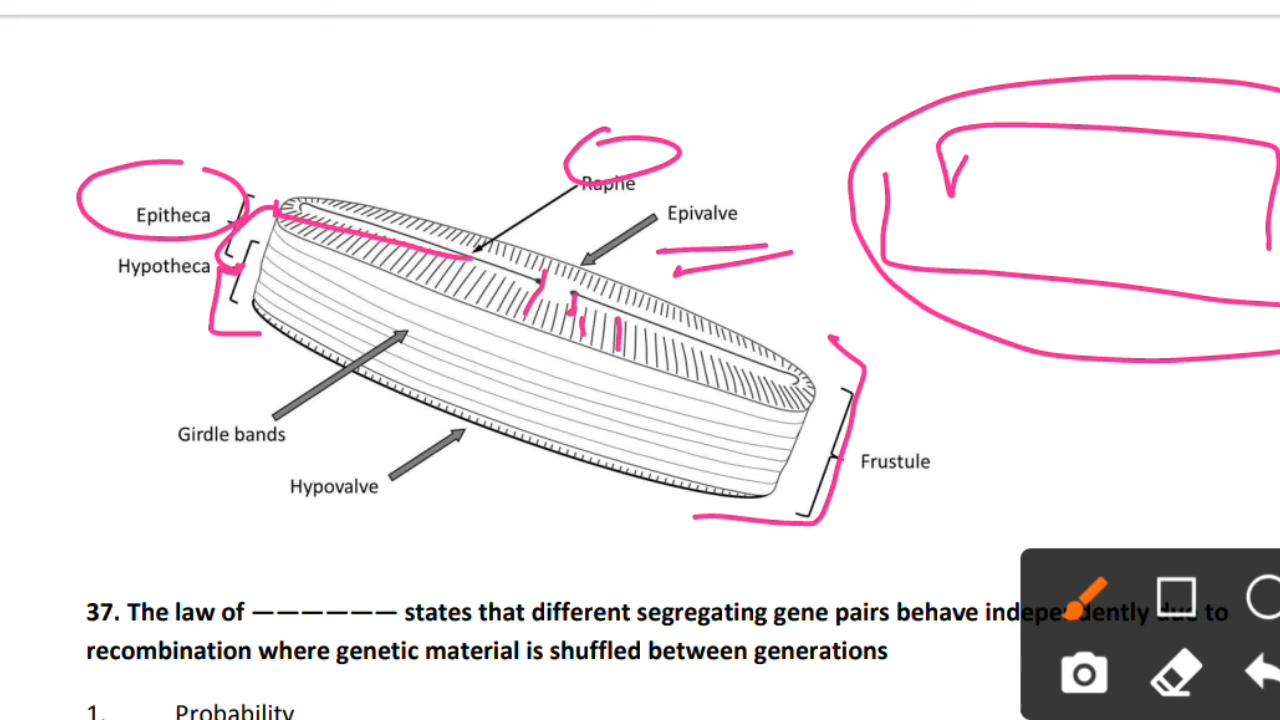 Raphe
Epitheca
Epivalve
Hypotheca
Girdle bands
Frustule
Hypovalve
37. The law of —————— states that different segregating gene pairs behave independently due to
recombination where genetic material is shuffled between generations
1. Probability